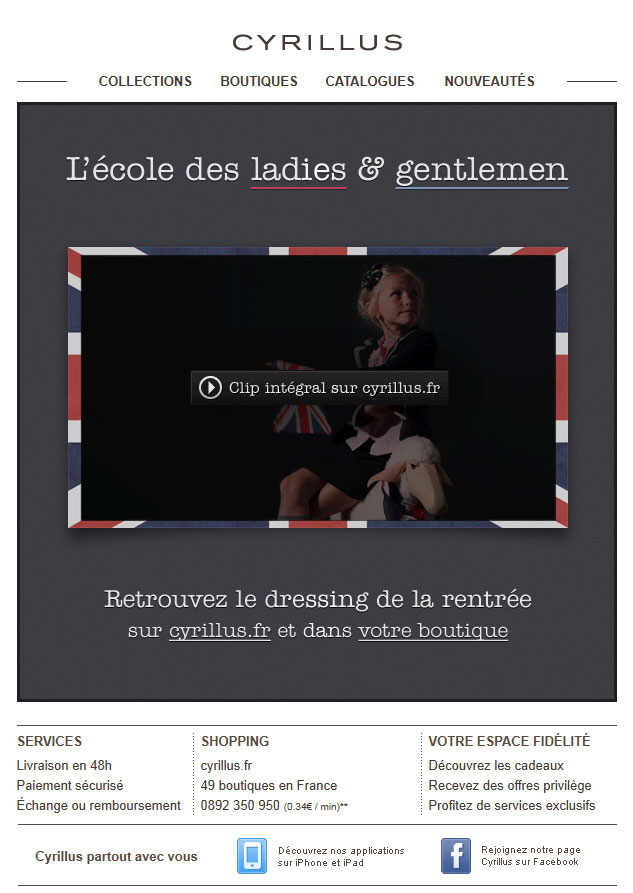 CYRILLUS
COLLECTIONS BOUTIQUES CATALOGUES NOUVEAUTÉS
L'école des ladies & gentlemen
Clip intégral sur cyrillus.fr
Retrouvez le dressing de la rentrée
sur cyrillus.fr et dans votre boutique
SERVICES
Livraison en 48h
Paiement sécurisé
Échange ou remboursement
SHOPPING
cyrillus.fr
49 boutiques en France
0892 350 950 (0.34€ / min)**
VOTRE ESPACE FIDÉLITÉ
Découvrez les cadeaux
Recevez des offres privilège
Profitez de services exclusifs
Cyrillus partout avec vous
Découvrez nos applications
sur iPhone et iPad
f
Rejoignez notre page
Cyrillus sur Facebook